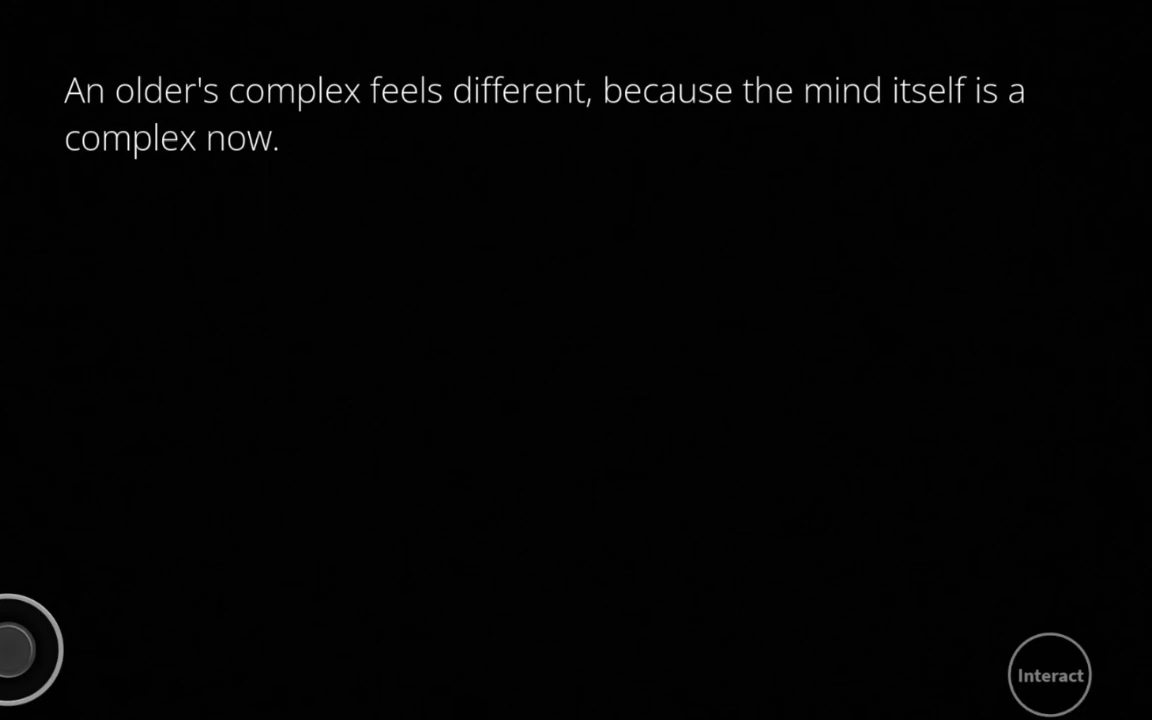 An older's complex feels different, because the mind itself is a
complex now.
Interact